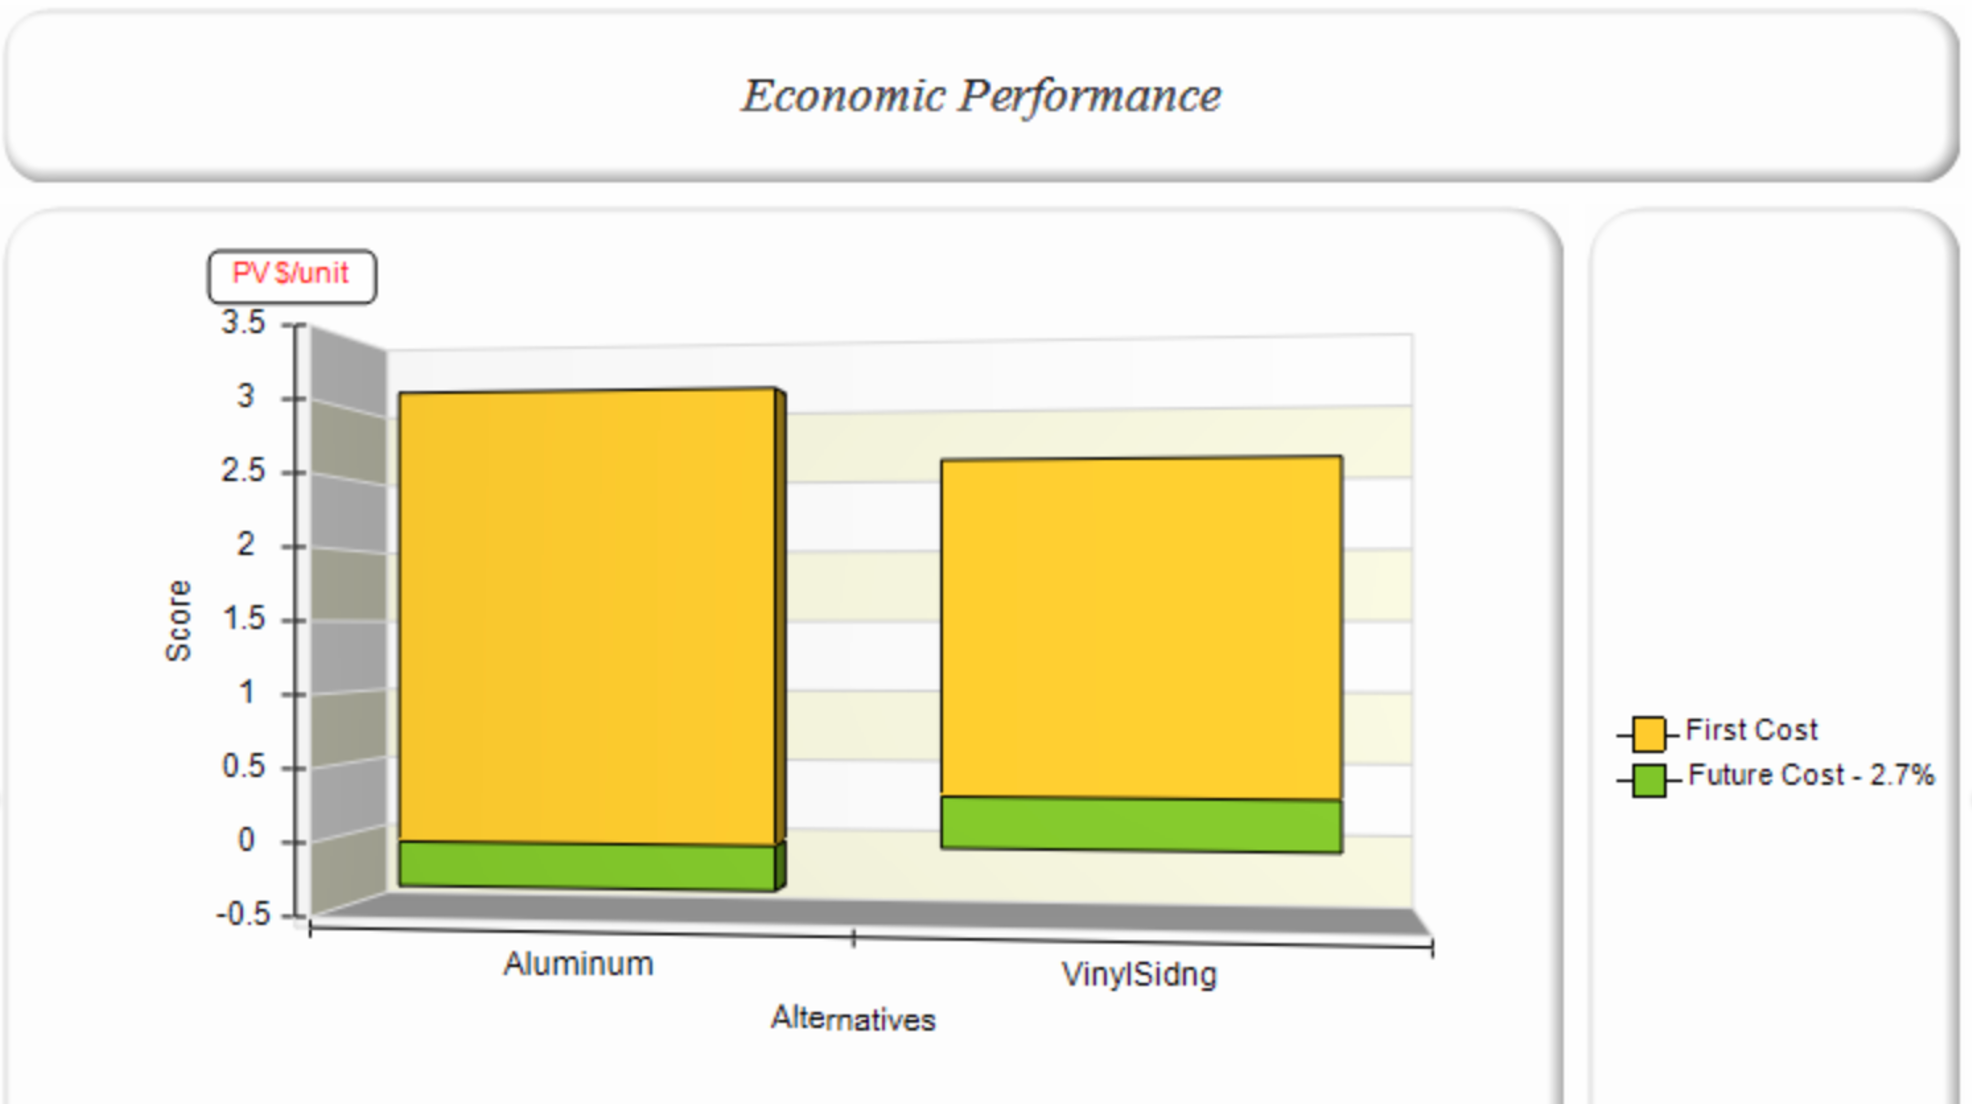 Economic Performance
PV $/unit
3.5
3
2.5
2
1.5
1
0.5
0
-0.5
Score
Aluminum
VinylSidng
Alternatives
First Cost
Future Cost - 2.7%